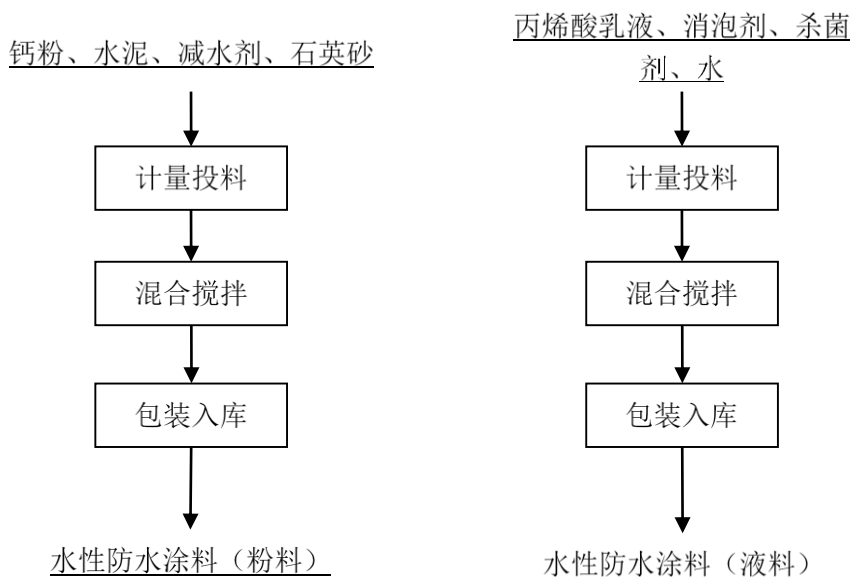 钙粉、水泥、减水剂、石英砂
计量投料
混合搅拌
包装入库
水性防水涂料（粉料）
丙烯酸乳液、消泡剂、杀菌
剂、水
计量投料
混合搅拌
包装入库
水性防水涂料（液料）